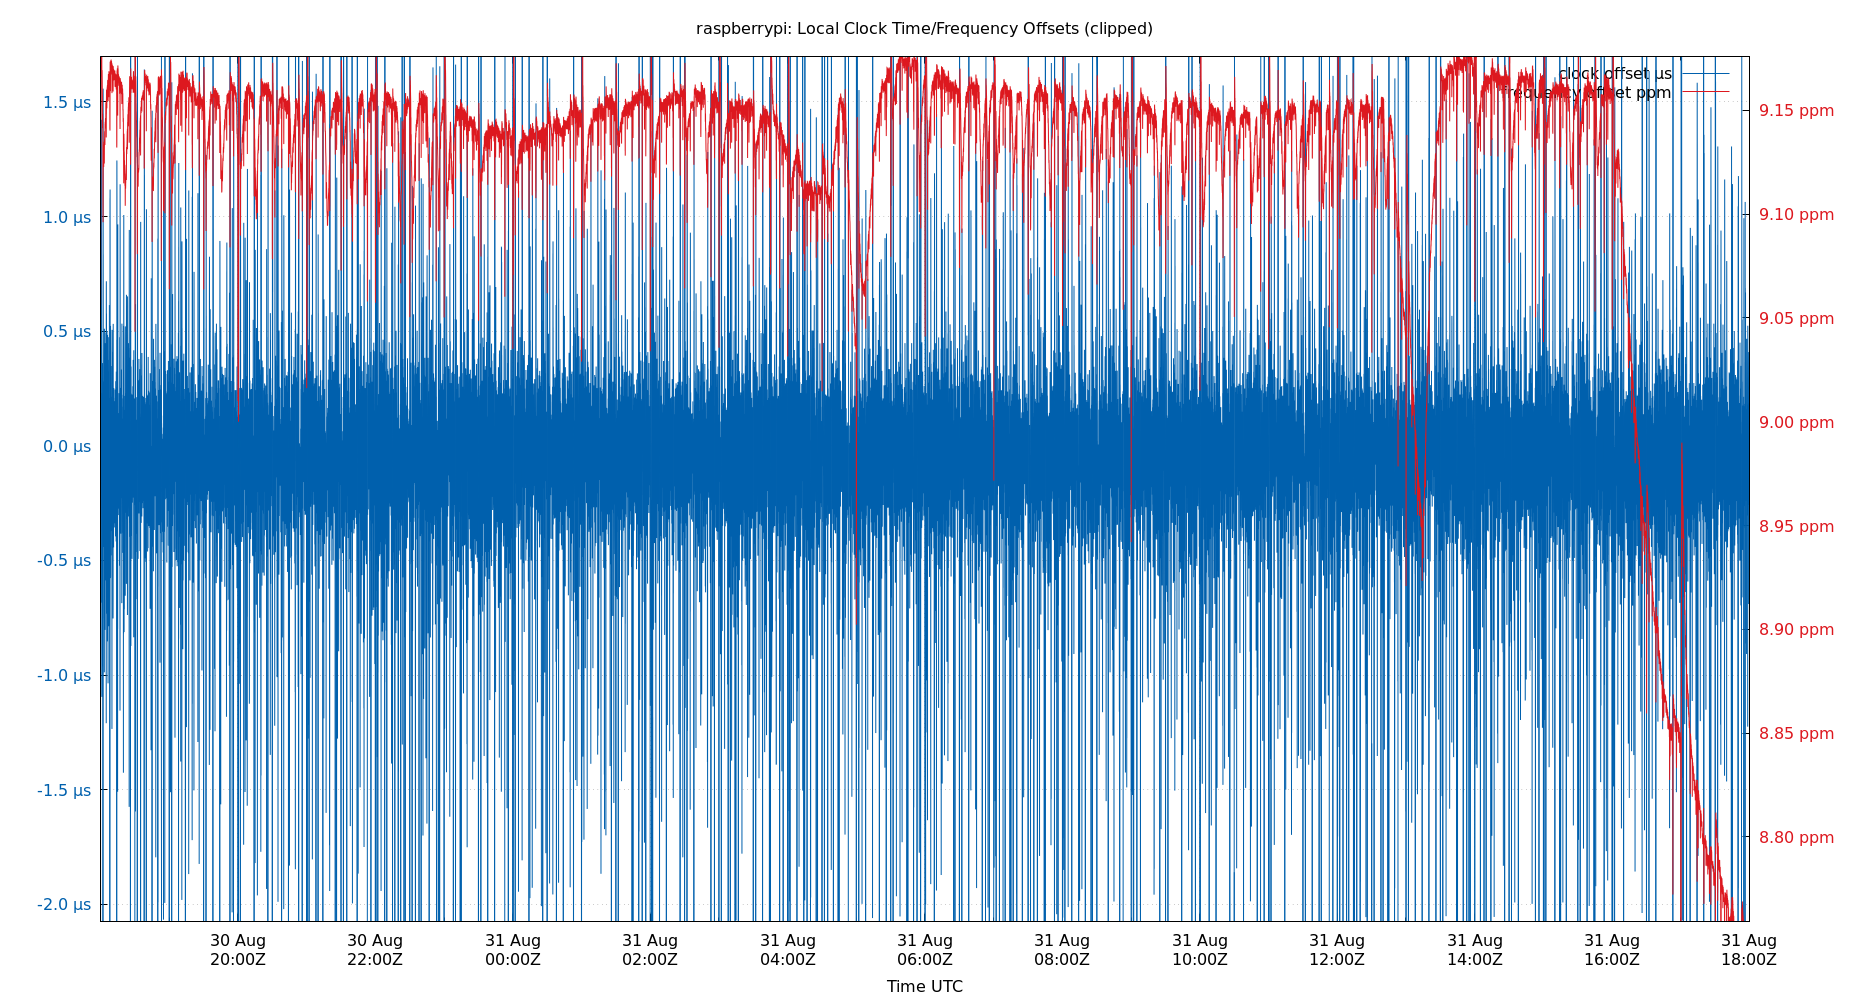 raspberrypi: Local Clock Time/Frequency Offsets (clipped)
clock offset µs
frequency offset ppm
1.5 µs
1.0 µs
0.5 µs
0.0 µs
-0.5 µs
-1.0 µs
-1.5 µs
-2.0 µs
9.15 ppm
9.10 ppm
9.05 ppm
9.00 ppm
8.95 ppm
8.90 ppm
8.85 ppm
8.80 ppm
30 Aug 30 Aug 31 Aug 31 Aug 31 Aug 31 Aug 31 Aug 31 Aug 31 Aug 31 Aug 31 Aug 31 Aug
20:00Z 22:00Z 00:00Z 02:00Z 04:00Z 06:00Z 08:00Z 10:00Z 12:00Z 14:00Z 16:00Z 18:00Z
Time UTC